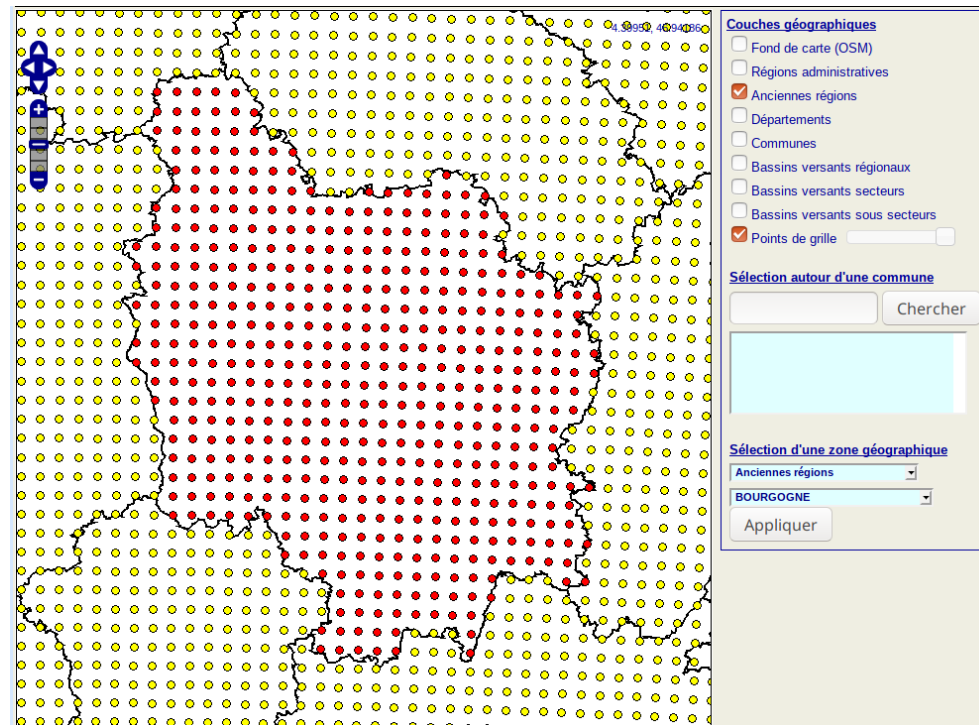 Couches géographiques
Fond de carte (OSM)
Régions administratives
Anciennes régions
Départements
Communes
Bassins versants régionaux
Bassins versants secteurs
Bassins versants sous secteurs
Points de grille
Sélection autour d'une commune
Chercher
Sélection d'une zone géographique
Anciennes régions
BOURGOGNE
Appliquer